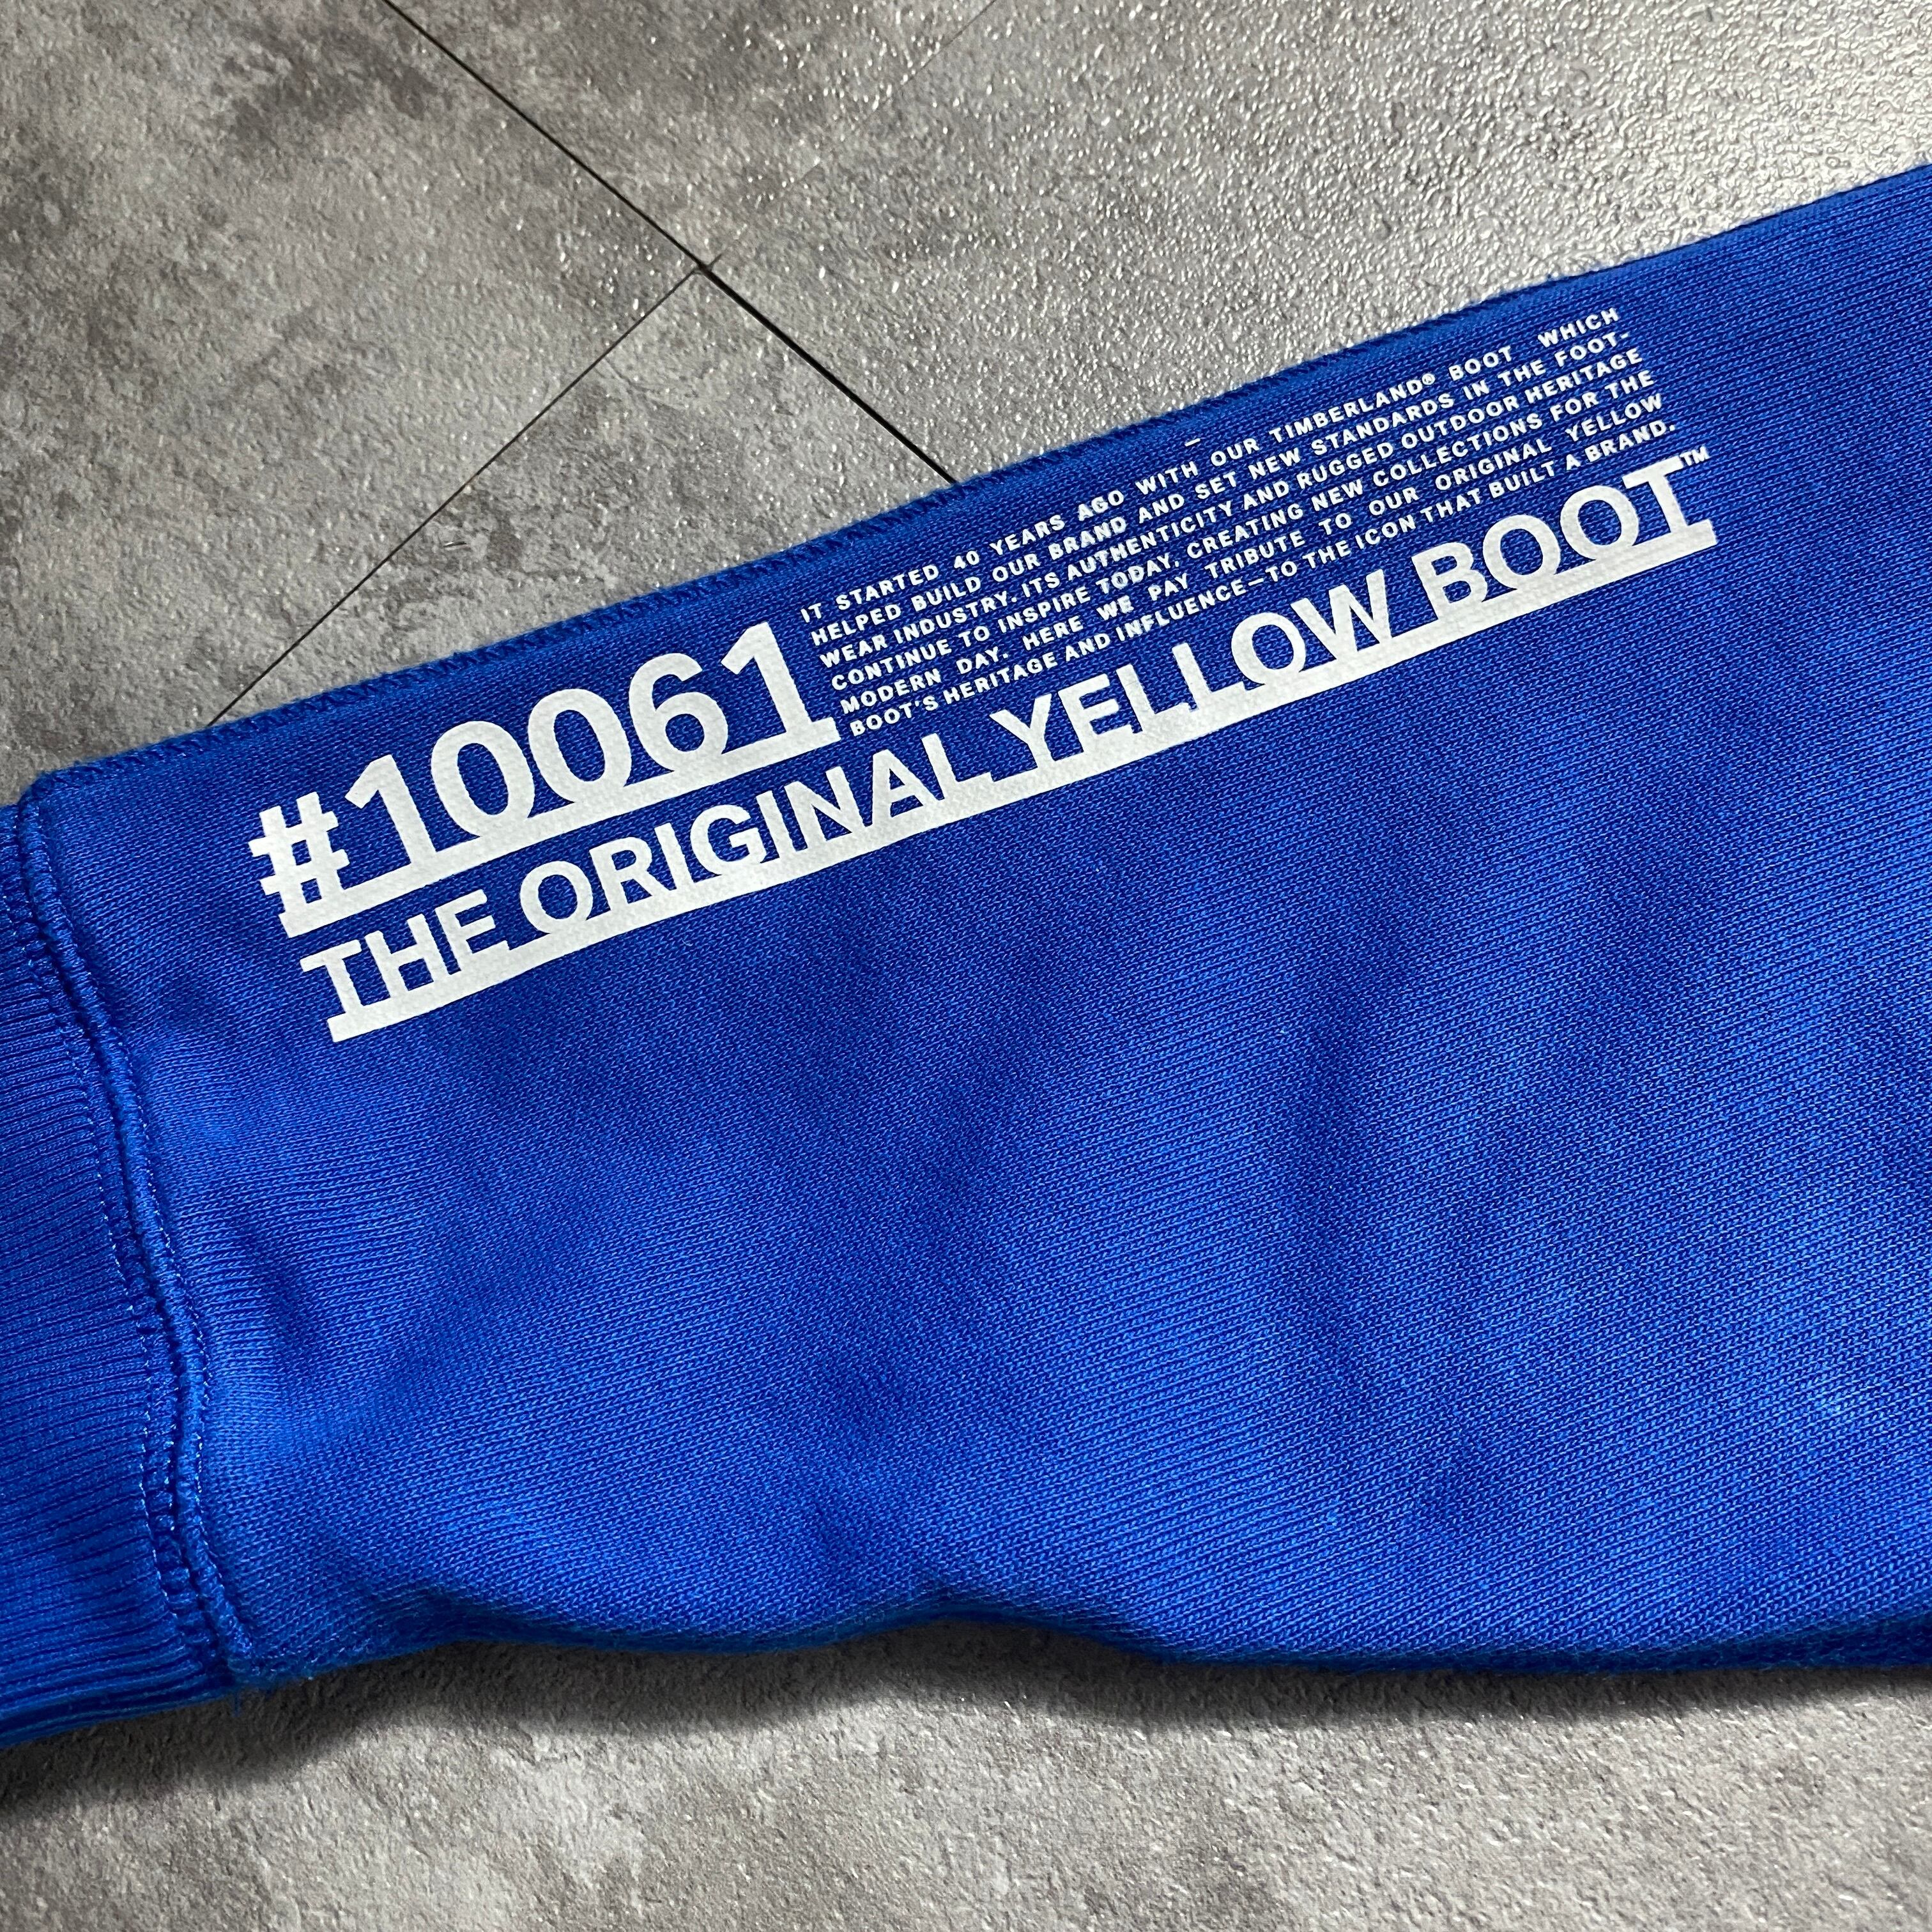 IT STARTED 40 YEARS AGO WITH OUR TIMBERLAND® BOOT WHICH
HELPED BUILD OUR BRAND AND SET NEW STANDARDS IN THE FOOT-
WEAR INDUSTRY. ITS AUTHENTICITY AND RUGGED OUTDOOR HERITAGE
CONTINUE TO INSPIRE TODAY, CREATING NEW COLLECTIONS FOR THE
MODERN DAY. HERE WE PAY TRIBUTE TO OUR ORIGINAL YELLOW
BOOT'S HERITAGE AND INFLUENCE—TO THE ICON THAT BUILT A BRAND.
#10061
THE ORIGINAL YELLOW BOOT™